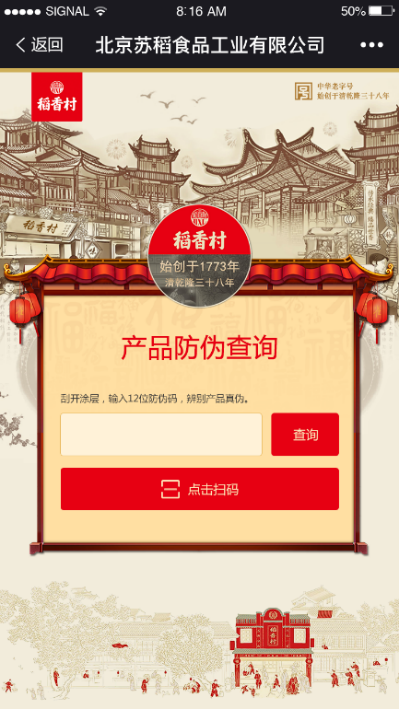 SIGNAL
8:16 AM
50%
返回
北京苏稻食品工业有限公司
稻香村
中华老字号
始创于清乾隆三十八年
稻香村
稻香村
始创于1773年
清乾隆三十八年
产品防伪查询
刮开涂层，输入12位防伪码，辨别产品真伪。
查询
点击扫码
稻香村